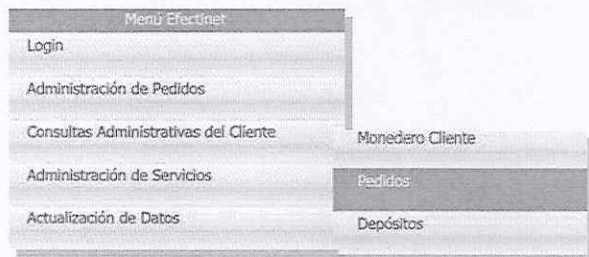 Menú Efectinet
Login
Administración de Pedidos
Consultas Administrativas del Cliente
Monedero Cliente
Administración de Servicios
Pedidos
Actualización de Datos
Depósitos